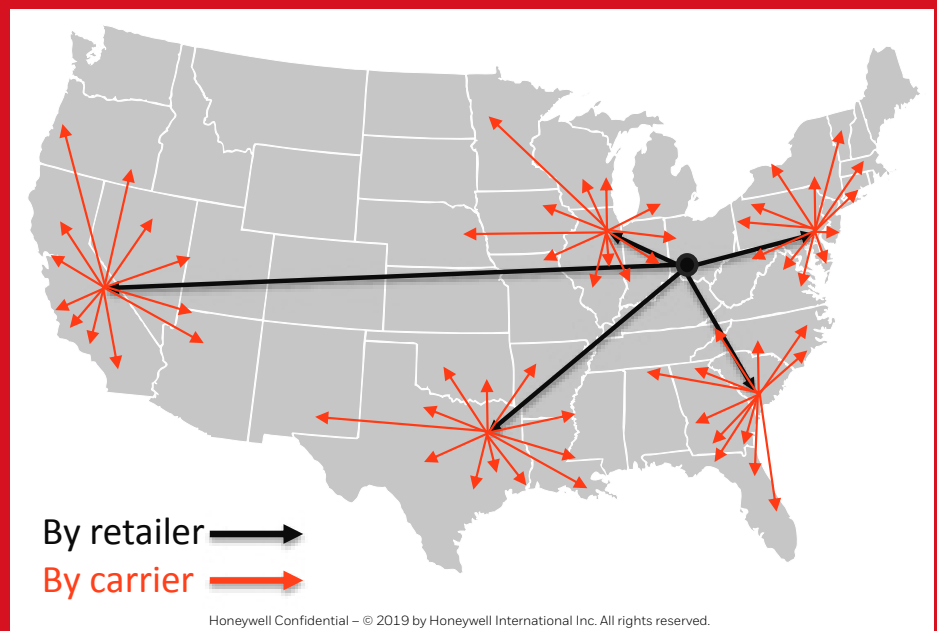 By retailer
By carrier
Honeywell Confidential – © 2019 by Honeywell International Inc. All rights reserved.